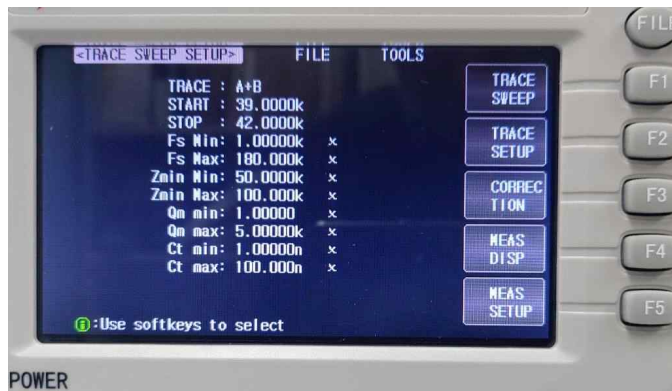 <TRACE SWEEP SETUP> FILE TOOLS
TRACE : A+B
START : 39.0000k
STOP : 42.0000k
Fs Min: 1.00000k x
Fs Max: 180.000k x
Zmin Min: 50.0000k x
Zmin Max: 100.000k x
Qm min: 1.00000 x
Qm max: 5.00000k x
Ct min: 1.00000n x
Ct max: 100.000n x
:Use softkeys to select
TRACE
SWEEP
TRACE
SETUP
CORREC
TION
MEAS
DISP
MEAS
SETUP
FILE
F1
F2
F3
F4
F5
POWER